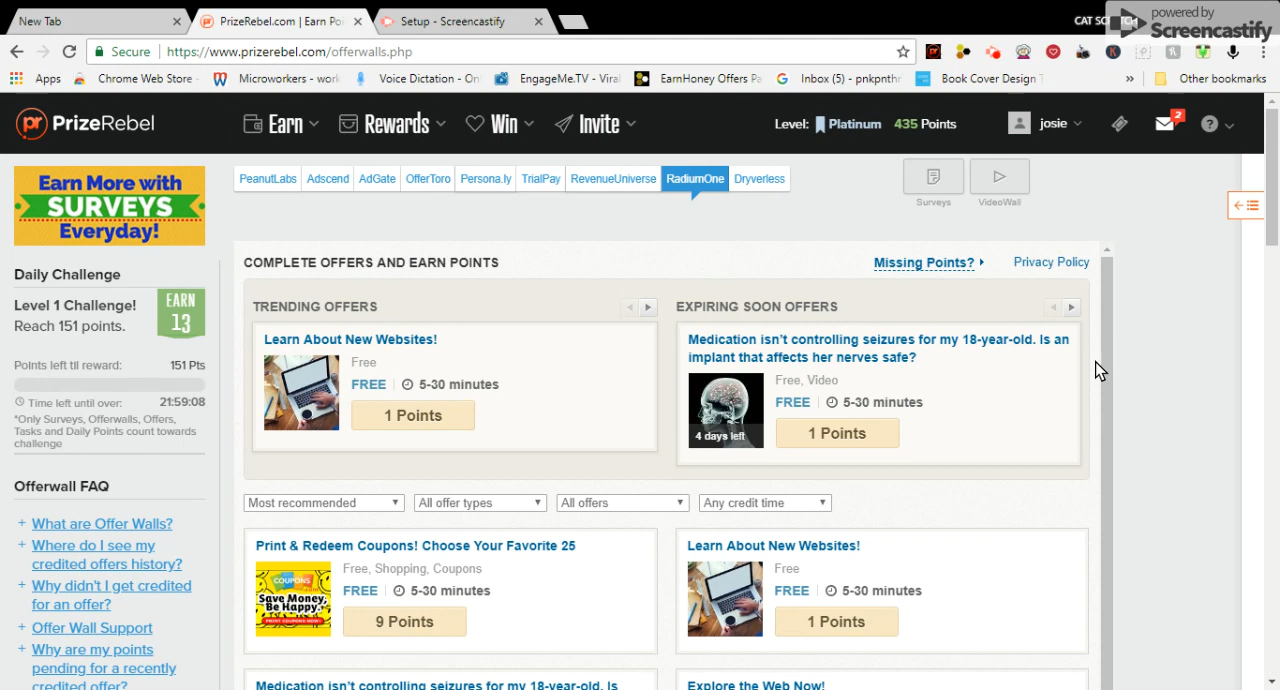 New Tab
PrizeRebel.com | Earn Poi
Setup - Screencastify
powered by
Screencastify
Secure
https://www.prizerebel.com/offerwalls.php
Apps
Chrome Web Store
Microworkers - work
Voice Dictation - On
EngageMe.TV - Viral
EarnHoney Offers Pa
Inbox (5) - pnkpnthr
Book Cover Design T
»
Other bookmarks
pr PrizeRebel
Earn
Rewards
Win
Invite
Level: Platinum 435 Points
josie
2
?
Earn More with
SURVEYS
Everyday!
PeanutLabs
Adscend
AdGate
OfferToro
Persona.ly
TrialPay
RevenueUniverse
RadiumOne
Dryverless
Surveys
VideoWall
Daily Challenge
Level 1 Challenge!
Reach 151 points.
EARN
13
Points left til reward: 151 Pts
Time left until over: 21:59:08
*Only Surveys, Offerwalls, Offers,
Tasks and Daily Points count towards
challenge
Offerwall FAQ
+ What are Offer Walls?
+ Where do I see my
credited offers history?
+ Why didn't I get credited
for an offer?
+ Offer Wall Support
+ Why are my points
pending for a recently
credited offer?
COMPLETE OFFERS AND EARN POINTS
Missing Points?
Privacy Policy
TRENDING OFFERS
Learn About New Websites!
Free
FREE 5-30 minutes
1 Points
EXPIRING SOON OFFERS
Medication isn't controlling seizures for my 18-year-old. Is an
implant that affects her nerves safe?
Free, Video
FREE 5-30 minutes
4 days left
1 Points
Most recommended
All offer types
All offers
Any credit time
Print & Redeem Coupons! Choose Your Favorite 25
Free, Shopping, Coupons
FREE 5-30 minutes
COUPONS
Save Money,
Be Happy.
PRINT COUPONS NOW
9 Points
Learn About New Websites!
Free
FREE 5-30 minutes
1 Points
Medication isn't controlling seizures for my 18-year-old. Is
Explore the Web Now!